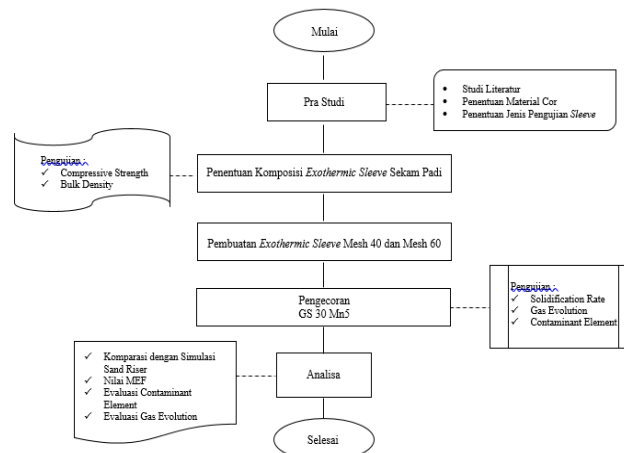 Mulai
Pra Studi
• Studi Literatur
• Penentuan Material Cor
• Penentuan Jenis Pengujian Sleeve
Pengujian :
✓ Compressive Strength
✓ Bulk Density
Penentuan Komposisi Exothermic Sleeve Sekam Padi
Pembuatan Exothermic Sleeve Mesh 40 dan Mesh 60
Pengecoran
GS 30 Mn5
Pengujian :
✓ Solidification Rate
✓ Gas Evolution
✓ Contaminant Element
✓ Komparasi dengan Simulasi
Sand Riser
✓ Nilai MEF
✓ Evaluasi Contaminant
Element
✓ Evaluasi Gas Evolution
Analisa
Selesai